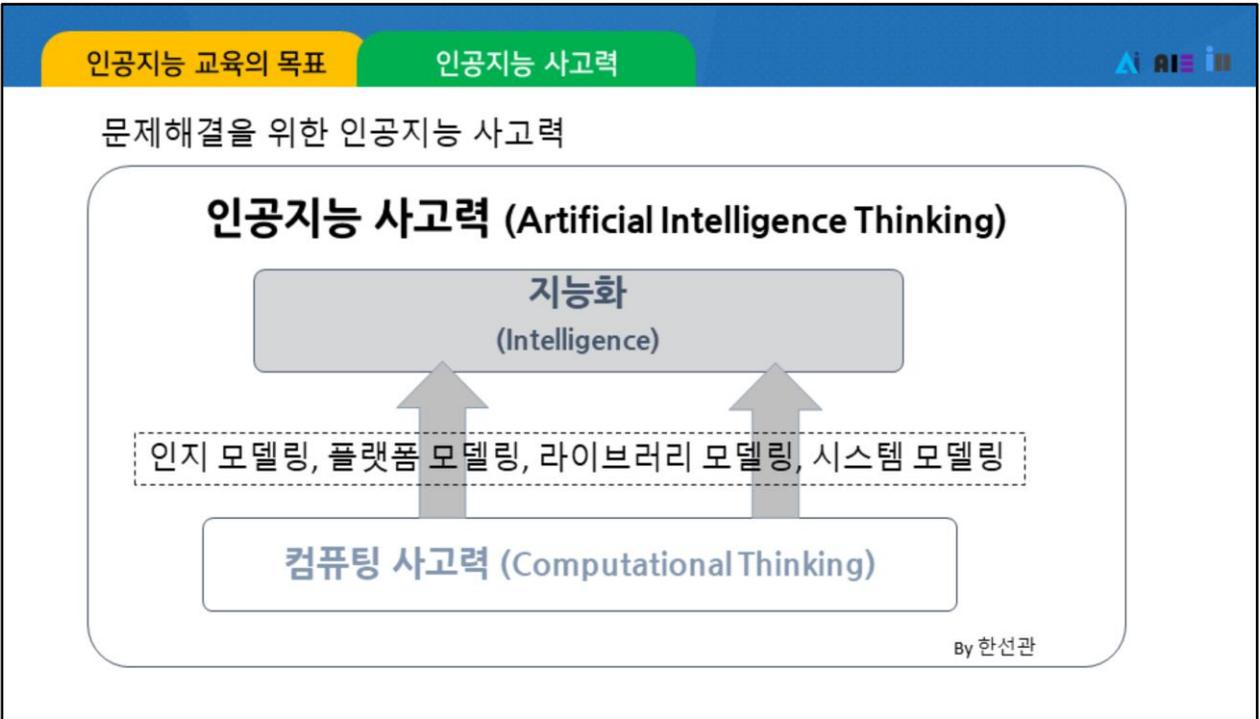 인공지능 교육의 목표
인공지능 사고력
Ai AIE
문제해결을 위한 인공지능 사고력
인공지능 사고력 (Artificial Intelligence Thinking)
지능화
(Intelligence)
인지 모델링, 플랫폼 모델링, 라이브러리 모델링, 시스템 모델링
컴퓨팅 사고력 (Computational Thinking)
By 한선관